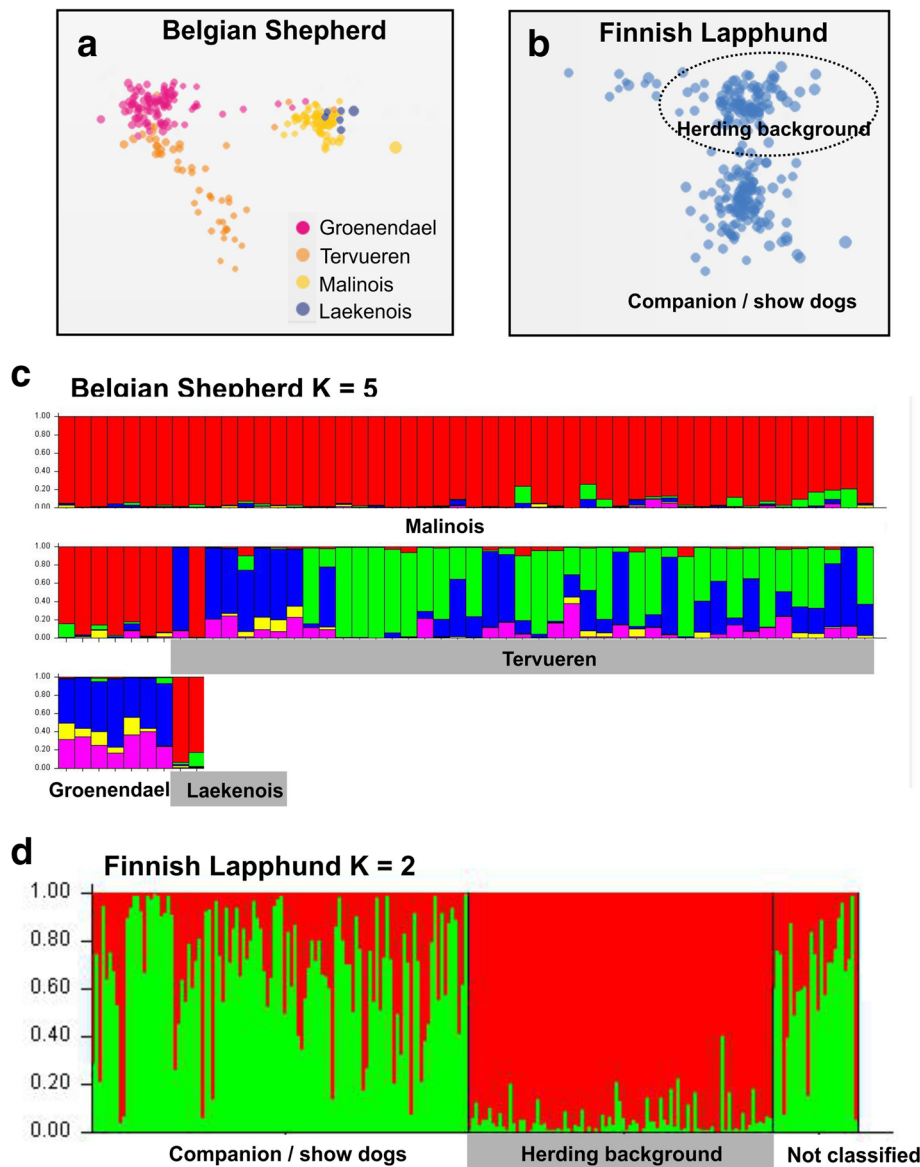 a
Belgian Shepherd
Groenendael
Tervueren
Malinois
Laekenois
b
Finnish Lapphund
Herding background
Companion / show dogs
c
Belgian Shepherd K = 5
1.00
0.80
0.60
0.40
0.20
0.00
Malinois
1.00
0.80
0.60
0.40
0.20
0.00
Tervueren
1.00
0.80
0.60
0.40
0.20
0.00
Groenendael
Laekenois
d
Finnish Lapphund K = 2
1.00
0.80
0.60
0.40
0.20
0.00
Companion / show dogs
Herding background
Not classified